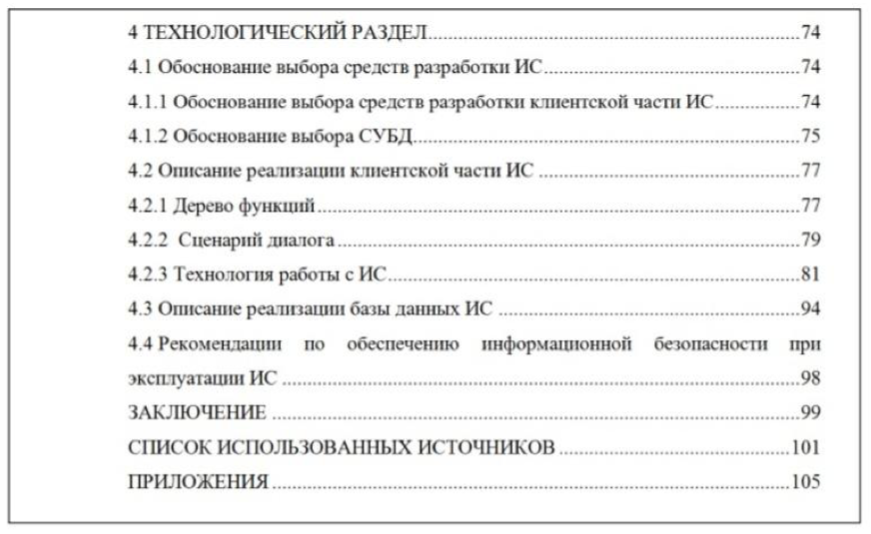 4 ТЕХНОЛОГИЧЕСКИЙ РАЗДЕЛ....................74
4.1 Обоснование выбора средств разработки ИС....................74
4.1.1 Обоснование выбора средств разработки клиентской части ИС....................74
4.1.2 Обоснование выбора СУБД....................75
4.2 Описание реализации клиентской части ИС ....................77
4.2.1 Дерево функций....................77
4.2.2 Сценарий диалога....................79
4.2.3 Технология работы с ИС....................81
4.3 Описание реализации базы данных ИС ....................94
4.4 Рекомендации по обеспечению информационной безопасности при
эксплуатации ИС ....................98
ЗАКЛЮЧЕНИЕ ....................99
СПИСОК ИСПОЛЬЗОВАННЫХ ИСТОЧНИКОВ ....................101
ПРИЛОЖЕНИЯ....................105